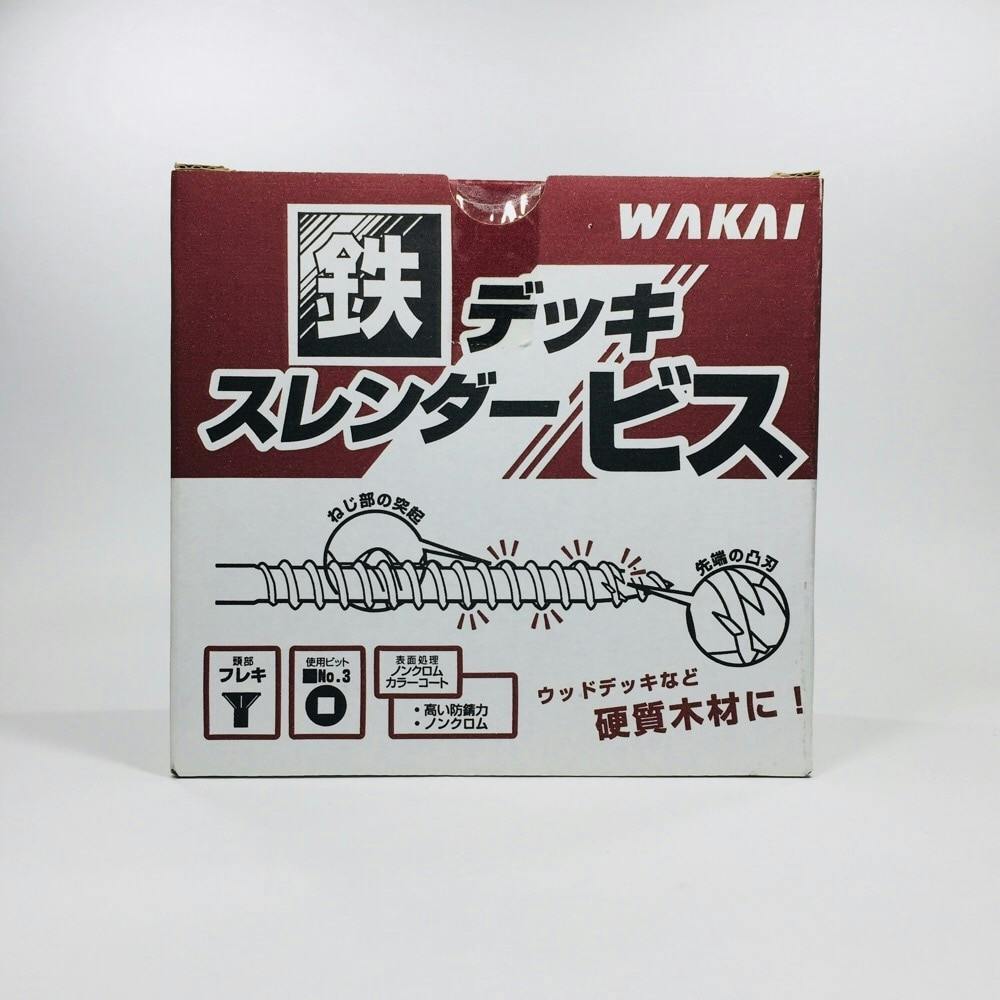 WAKAI
鉄 デッキ
スレンダー ビス
ねじ部の突起
先端の凸刃
頭部
フレキ
使用ビット
■No.3
表面処理
ノンクロム
カラーコート
：高い防錆力
：ノンクロム
ウッドデッキなど
硬質木材に！